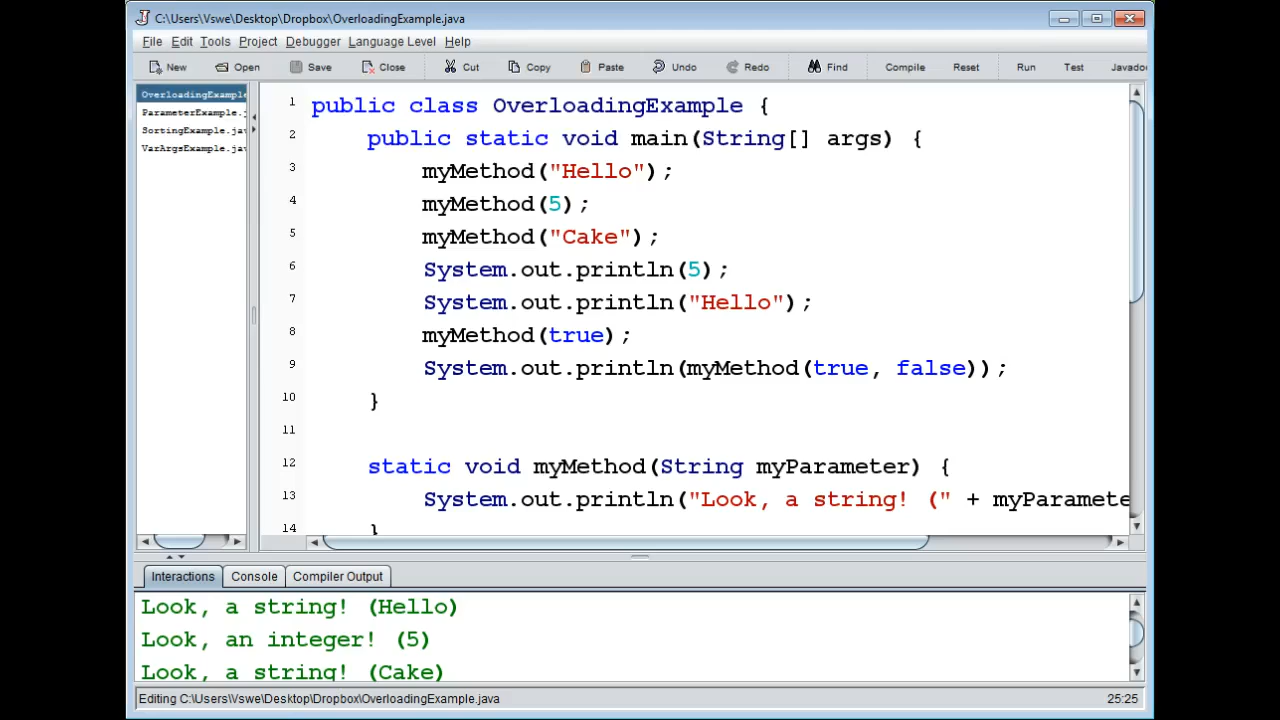 C:\Users\Vswe\Desktop\Dropbox\OverloadingExample.java
File Edit Tools Project Debugger Language Level Help
New Open Save Close Cut Copy Paste Undo Redo Find Compile Reset Run Test Javado
OverloadingExample
ParameterExample.j
SortingExample.jav
VarArgsExample.jav
1 public class OverloadingExample {
2 public static void main(String[] args) {
3 myMethod("Hello");
4 myMethod(5);
5 myMethod("Cake");
6 System.out.println(5);
7 System.out.println("Hello");
8 myMethod(true);
9 System.out.println(myMethod(true, false));
10 }
11
12 static void myMethod(String myParameter) {
13 System.out.println("Look, a string! (" + myParamete
14 }
Interactions Console Compiler Output
Look, a string! (Hello)
Look, an integer! (5)
Look, a string! (Cake)
Editing C:\Users\Vswe\Desktop\Dropbox\OverloadingExample.java 25:25